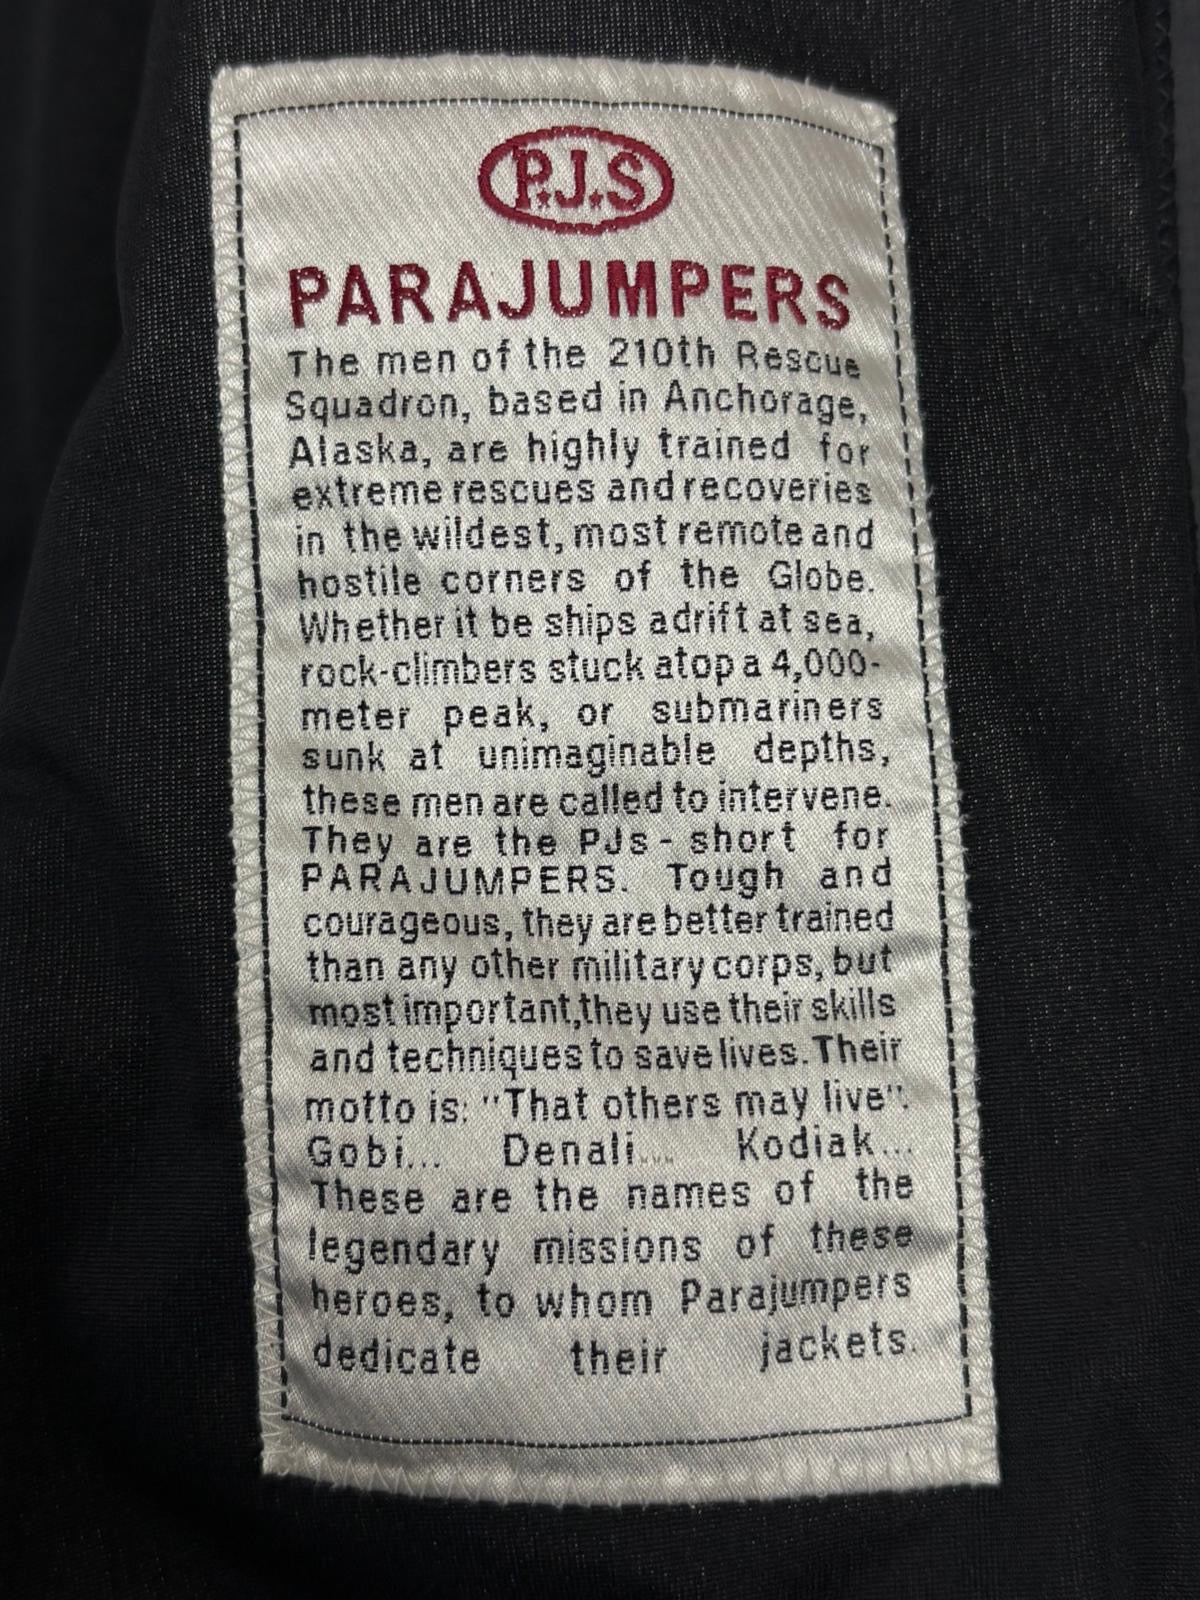 P.J.S
PARAJUMPERS
The men of the 210th Rescue
Squadron, based in Anchorage,
Alaska, are highly trained for
extreme rescues and recoveries
in the wildest, most remote and
hostile corners of the Globe.
Whether it be ships adrift at sea,
rock-climbers stuck atop a 4,000-
meter peak, or submariners
sunk at unimaginable depths,
these men are called to intervene.
They are the PJs - short for
PARAJUMPERS. Tough and
courageous, they are better trained
than any other military corps, but
most important,they use their skills
and techniques to save lives. Their
motto is: "That others may live".
Gobi... Denali... Kodiak...
These are the names of the
legendary missions of these
heroes, to whom Parajumpers
dedicate their jackets.